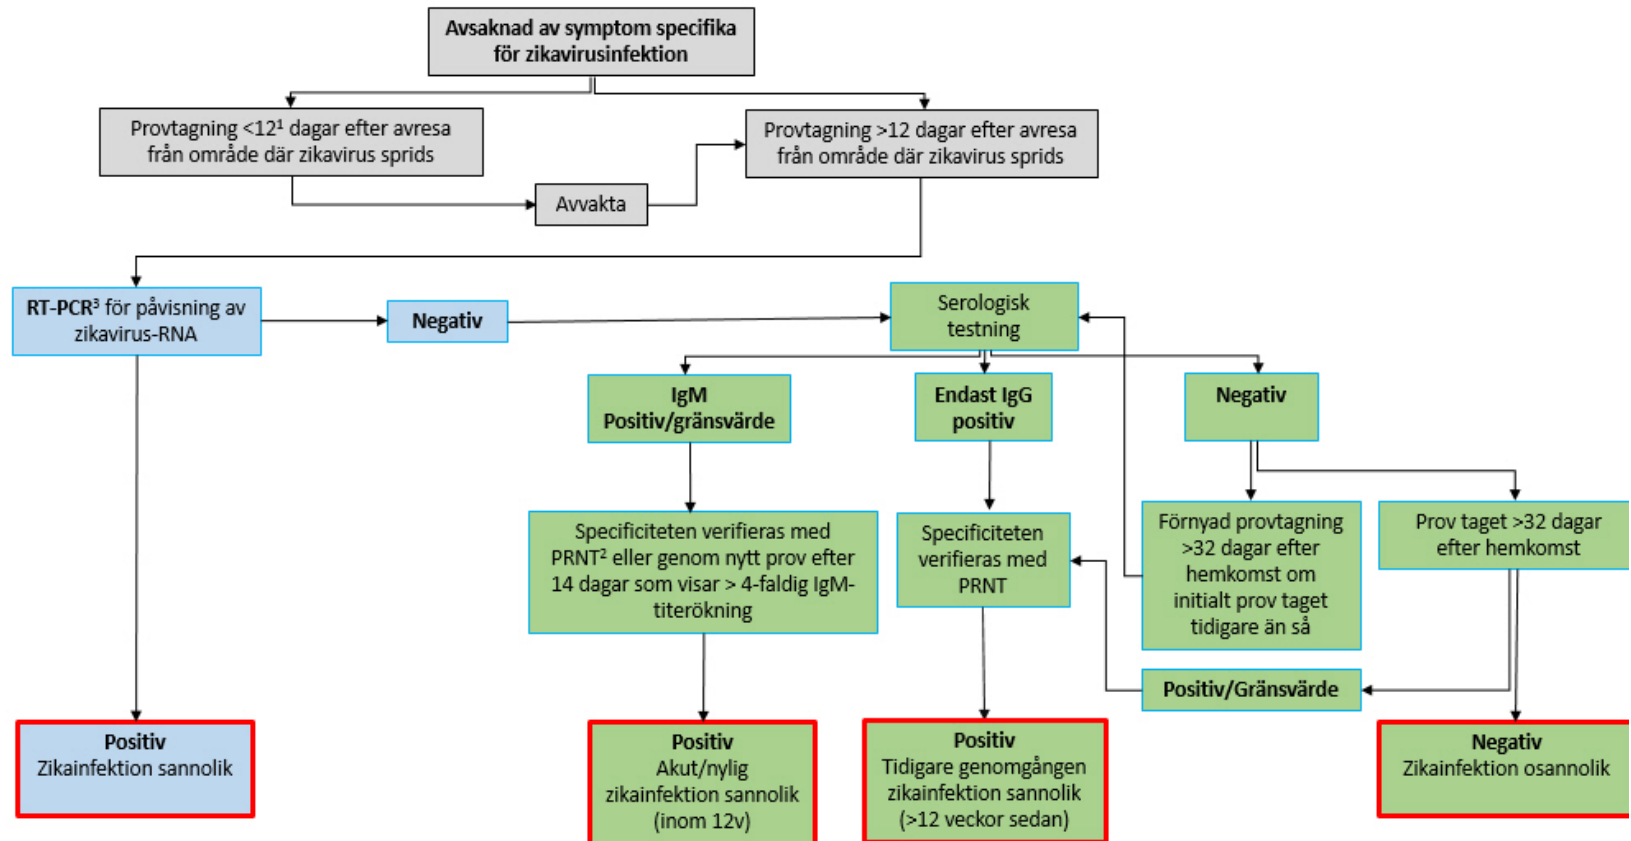 Avsaknad av symptom specifika
för zikavirusinfektion
Provtagning <12¹ dagar efter avresa
från område där zikavirus sprids
Provtagning >12 dagar efter avresa
från område där zikavirus sprids
Avvakta
RT-PCR³ för påvisning av
zikavirus-RNA
Negativ
Serologisk
testning
IgM
Positiv/gränsvärde
Endast IgG
positiv
Negativ
Specificiteten verifieras med
PRNT² eller genom nytt prov efter
14 dagar som visar > 4-faldig IgM-
titerökning
Specificiteten
verifieras med
PRNT
Förnyad provtagning
>32 dagar efter
hemkomst om
initialt prov taget
tidigare än så
Prov taget >32 dagar
efter hemkomst
Positiv/Gränsvärde
Positiv
Zikainfektion sannolik
Positiv
Akut/nylig
zikainfektion sannolik
(inom 12v)
Positiv
Tidigare genomgången
zikainfektion sannolik
(>12 veckor sedan)
Negativ
Zikainfektion osannolik